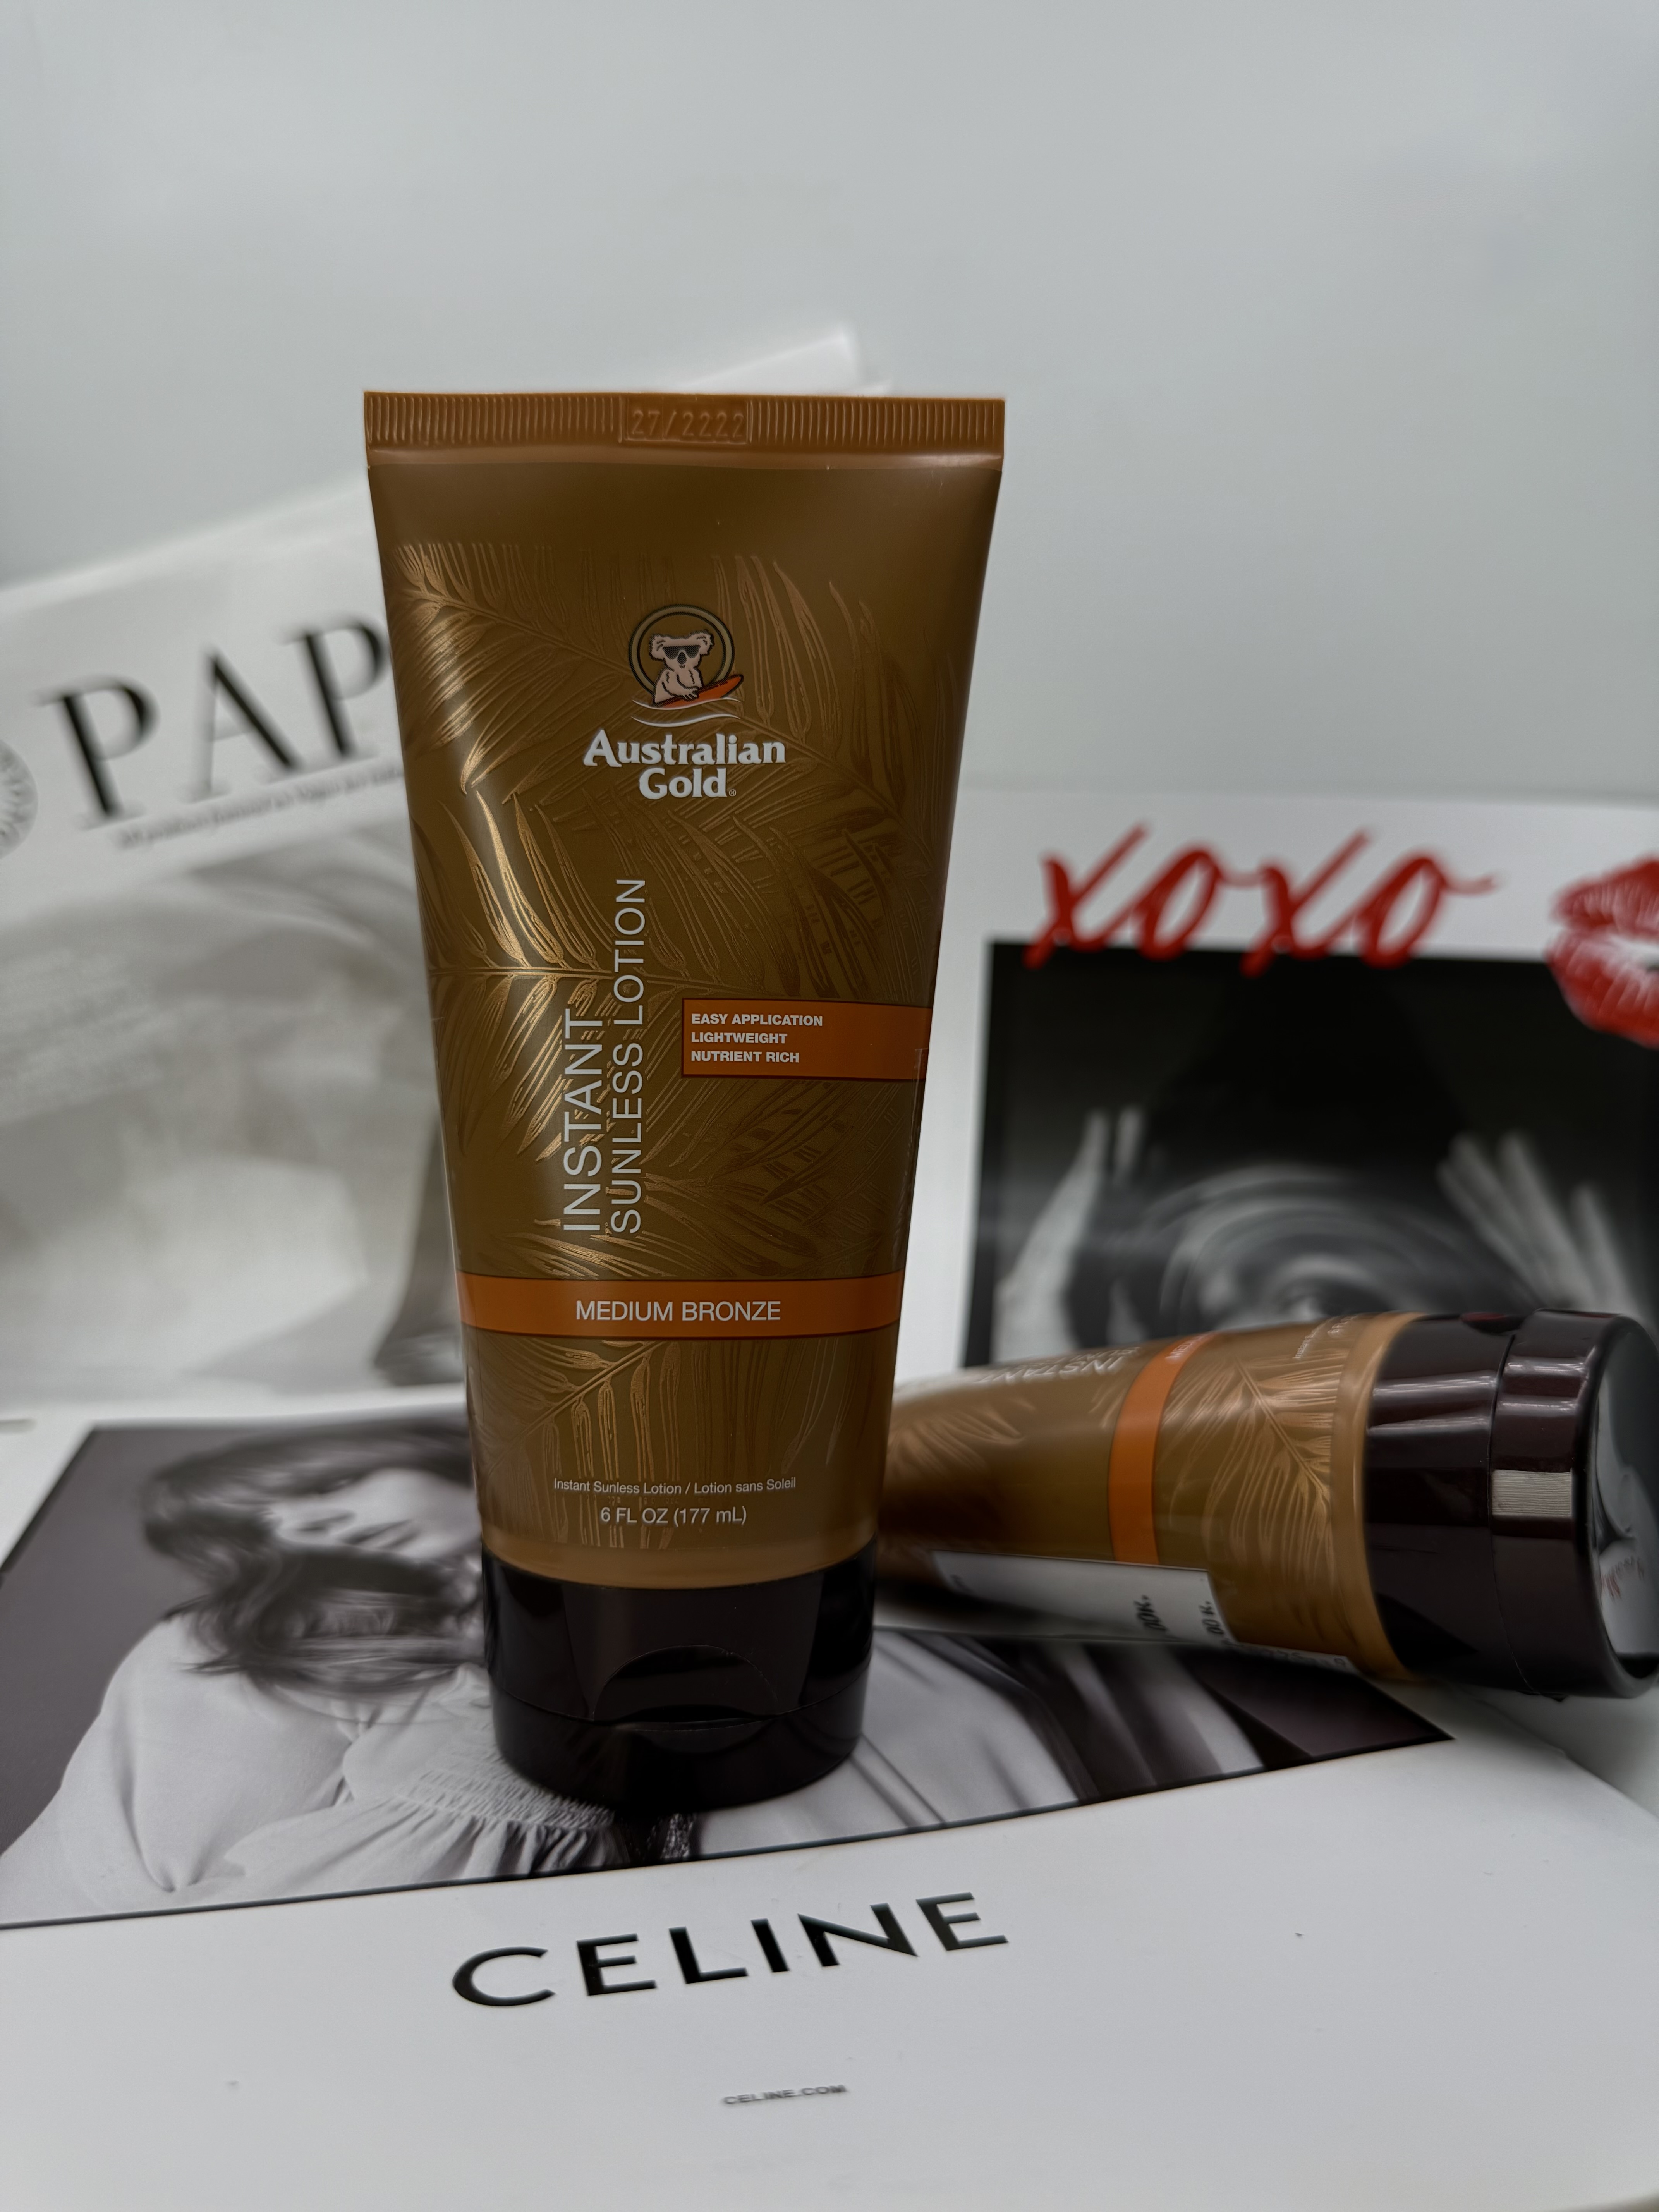 27/2222
PAP
Australian
Gold®
INSTANT
SUNLESS LOTION
EASY APPLICATION
LIGHTWEIGHT
NUTRIENT RICH
MEDIUM BRONZE
Instant Sunless Lotion / Lotion sans Soleil
6 FL OZ (177 mL)
xoxo
INSTANT
CELINE
CELINE.COM